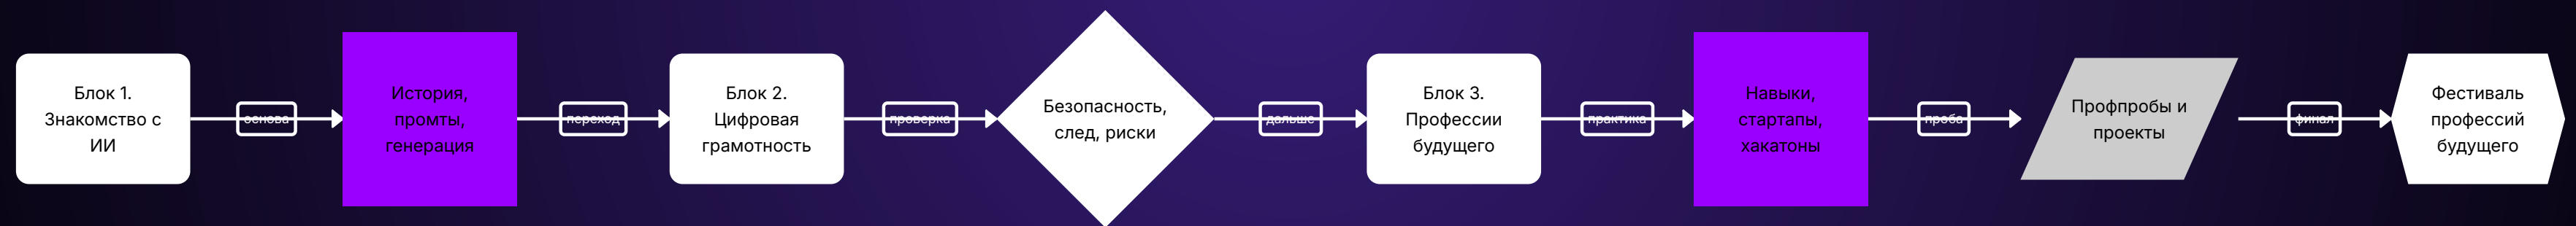 Блок 1.
Знакомство с
ИИ
основа
История,
промты,
генерация
переход
Блок 2.
Цифровая
грамотность
проверка
Безопасность,
след, риски
дальше
Блок 3.
Профессии
будущего
практика
Навыки,
стартапы,
хакатоны
проба
Профпробы и
проекты
финал
Фестиваль
профессий
будущего